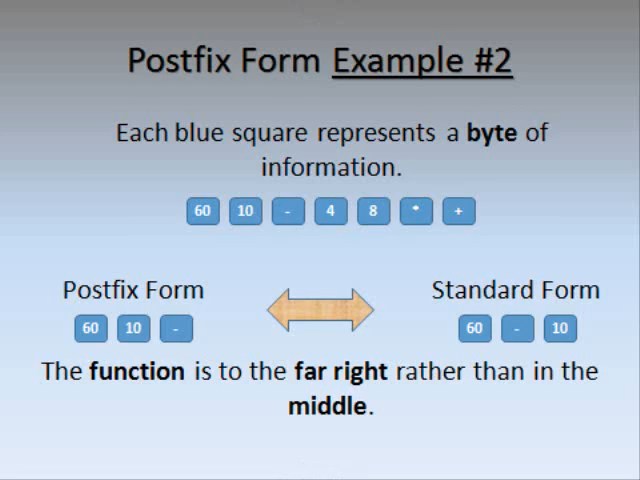 Postfix Form Example #2
Each blue square represents a byte of
information.
60 10 - 4 8 * +
Postfix Form Standard Form
60 10 - 60 - 10
The function is to the far right rather than in the
middle.